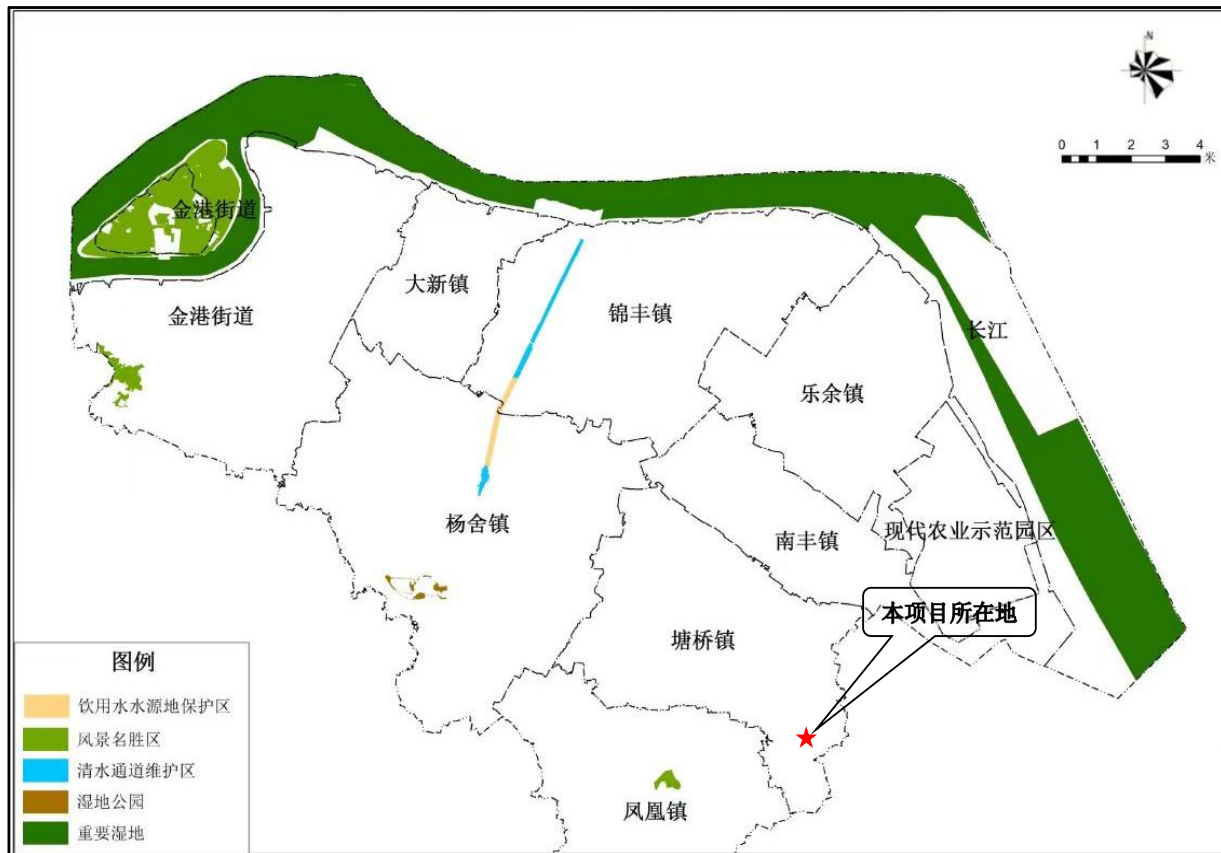 N
0 1 2 3 4
米
金港街道
大新镇
锦丰镇
金港街道
长江
乐余镇
杨舍镇
南丰镇
现代农业示范园区
本项目所在地
塘桥镇
凤凰镇
图例
饮用水水源地保护区
风景名胜区
清水通道维护区
湿地公园
重要湿地